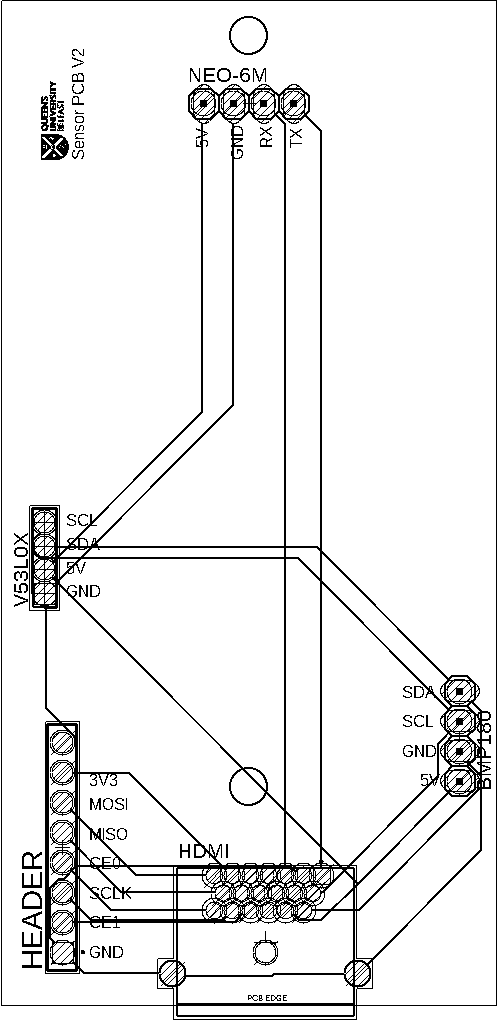 NEO-6M
QUEEN'S
UNIVERSITY
BELFAST
Sensor PCB V2
5V
GND
RX
TX
V53L0X
SCL
SDA
5V
GND
SDA
SCL
GND
5V
BMP180
HEADER
3V3
MOSI
MISO
CE0
SCLK
CE1
GND
HDMI
PCB EDGE